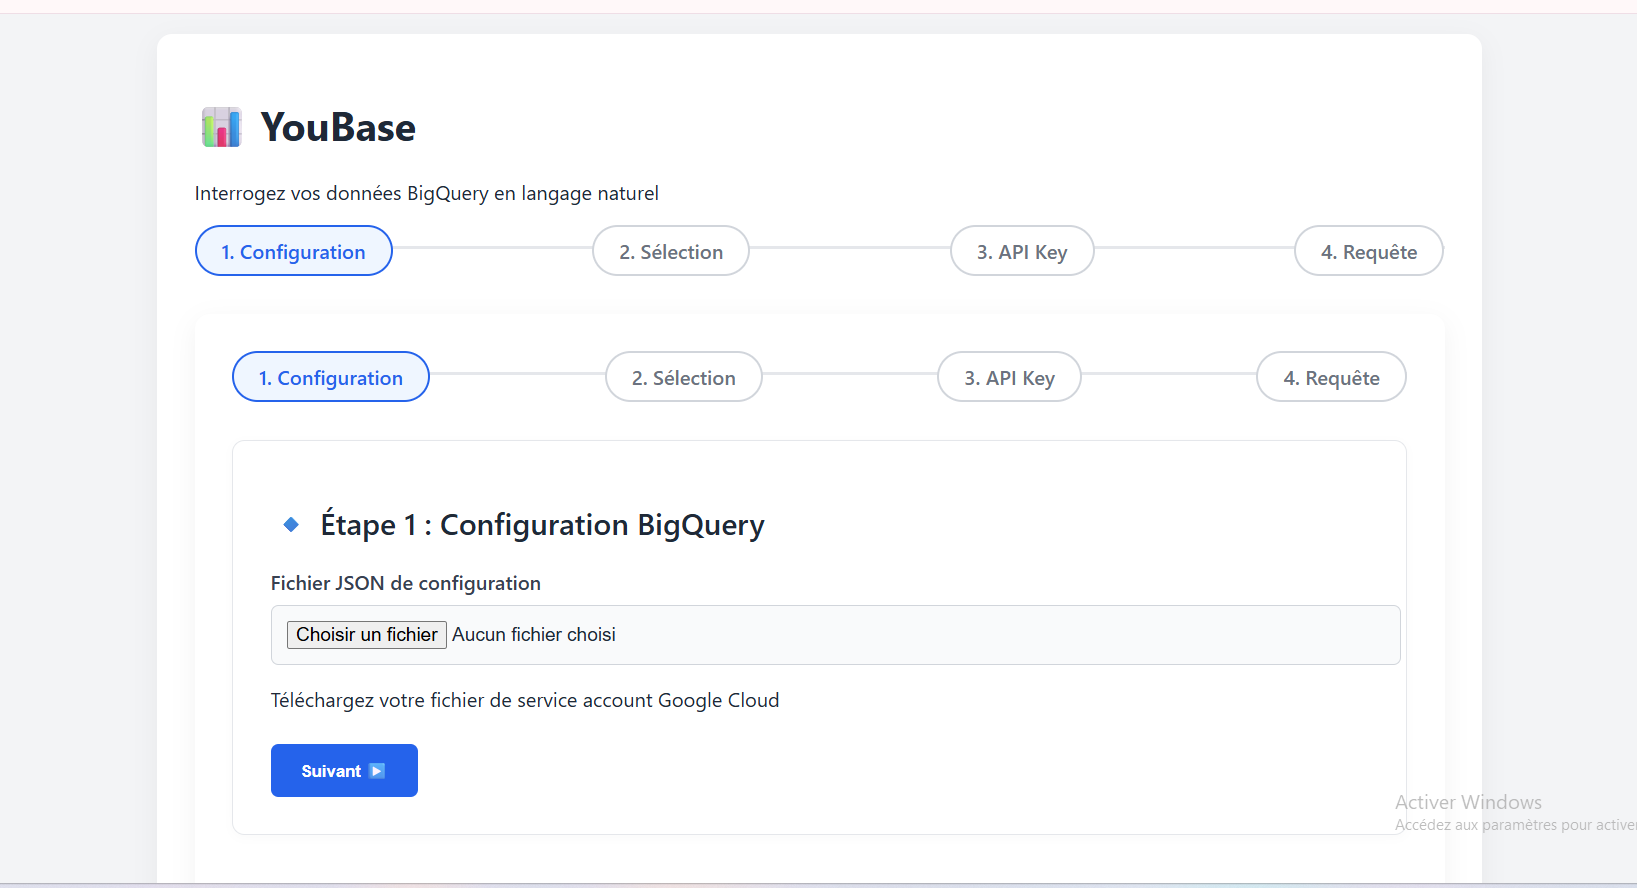 YouBase
Interrogez vos données BigQuery en langage naturel
1. Configuration
2. Sélection
3. API Key
4. Requête
1. Configuration
2. Sélection
3. API Key
4. Requête
Étape 1 : Configuration BigQuery
Fichier JSON de configuration
Choisir un fichier Aucun fichier choisi
Téléchargez votre fichier de service account Google Cloud
Suivant
Activer Windows
Accédez aux paramètres pour activer